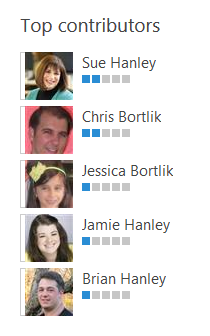 Top contributors
Sue Hanley
Chris Bortlik
Jessica Bortlik
Jamie Hanley
Brian Hanley